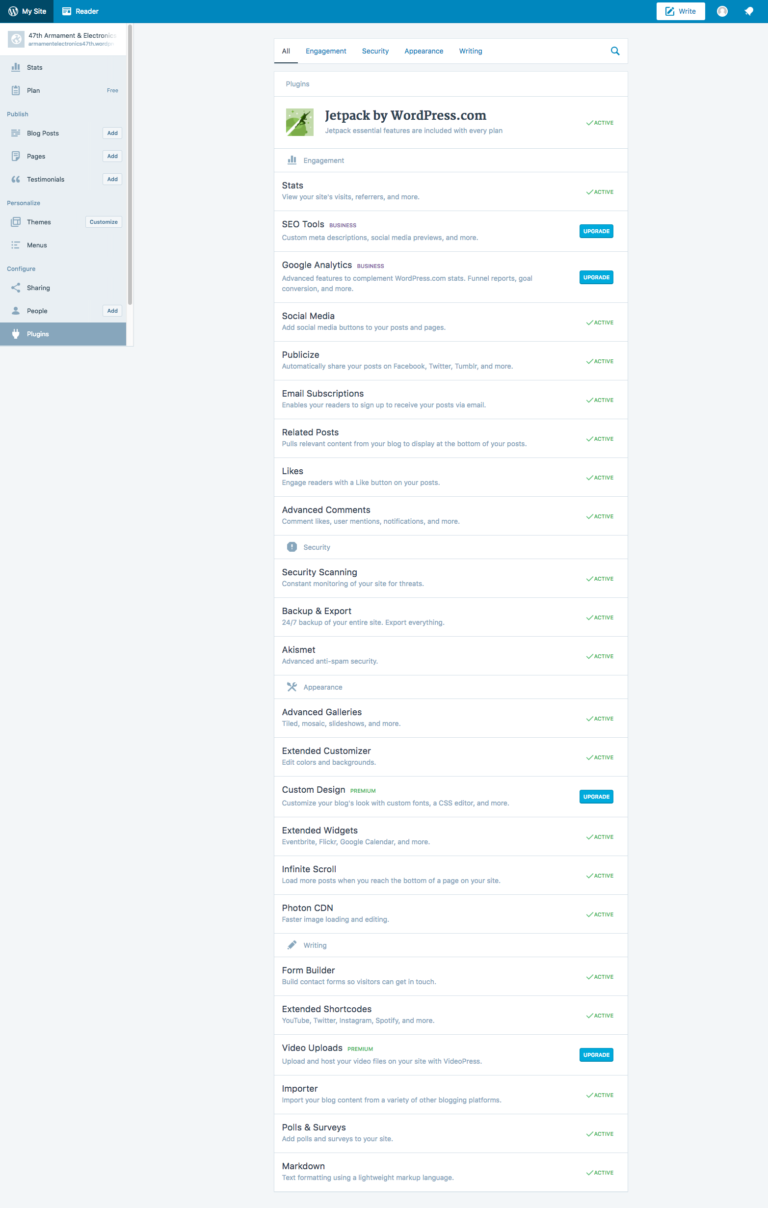 My Site
Reader
Write
47th Armament & Electronic
armamentelectronics47th.wordp
Stats
Plan
Free
Publish
Blog Posts
Add
Pages
Add
Testimonials
Add
Personalize
Themes
Customize
Menus
Configure
Sharing
People
Add
Plugins
All
Engagement
Security
Appearance
Writing
Plugins
Jetpack by WordPress.com
Jetpack essential features are included with every plan
ACTIVE
Engagement
Stats
View your site's visits, referrers, and more.
ACTIVE
SEO Tools BUSINESS
Custom meta descriptions, social media previews, and more.
UPGRADE
Google Analytics BUSINESS
Advanced features to complement WordPress.com stats. Funnel reports, goal
conversion, and more.
UPGRADE
Social Media
Add social media buttons to your posts and pages.
ACTIVE
Publicize
Automatically share your posts on Facebook, Twitter, Tumblr, and more.
ACTIVE
Email Subscriptions
Enables your readers to sign up to receive your posts via email.
ACTIVE
Related Posts
Pulls relevant content from your blog to display at the bottom of your posts.
ACTIVE
Likes
Engage readers with a Like button on your posts.
ACTIVE
Advanced Comments
Comment likes, user mentions, notifications, and more.
ACTIVE
Security
Security Scanning
Constant monitoring of your site for threats.
ACTIVE
Backup & Export
24/7 backup of your entire site. Export everything.
ACTIVE
Akismet
Advanced anti-spam security.
ACTIVE
Appearance
Advanced Galleries
Tiled, mosaic, slideshows, and more.
ACTIVE
Extended Customizer
Edit colors and backgrounds.
ACTIVE
Custom Design PREMIUM
Customize your blog's look with custom fonts, a CSS editor, and more.
UPGRADE
Extended Widgets
Eventbrite, Flickr, Google Calendar, and more.
ACTIVE
Infinite Scroll
Load more posts when you reach the bottom of a page on your site.
ACTIVE
Photon CDN
Faster image loading and editing.
ACTIVE
Writing
Form Builder
Build contact forms so visitors can get in touch.
ACTIVE
Extended Shortcodes
YouTube, Twitter, Instagram, Spotify, and more.
ACTIVE
Video Uploads PREMIUM
Upload and host your video files on your site with VideoPress.
UPGRADE
Importer
Import your blog content from a variety of other blogging platforms.
ACTIVE
Polls & Surveys
Add polls and surveys to your site.
ACTIVE
Markdown
Text formatting using a lightweight markup language.
ACTIVE